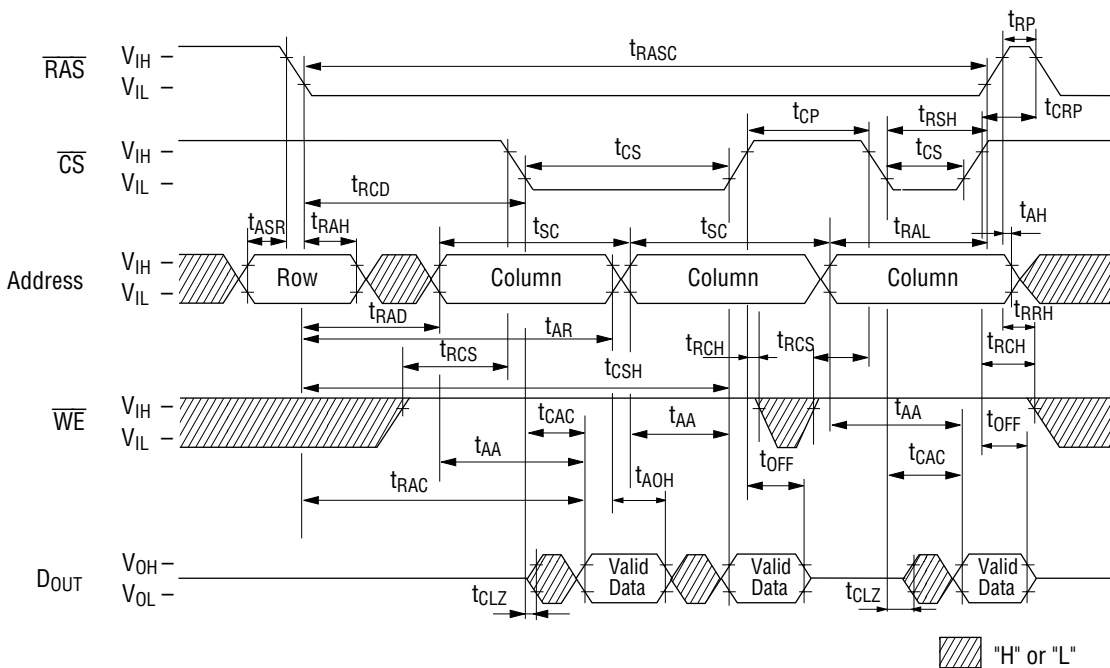 tRP
RAS VIH – VIL – tRASC
tCRP
tCP tRSH
CS VIH – VIL – tCS tCS
tRCD
tASR tRAH tSC tSC tRAL tAH
Address VIH – VIL – Row Column Column Column
tRAD tRRH
tAR
tRCS tRCH tRCS tRCH
tCSH
WE VIH – VIL –
tCAC tAA tAA tOFF
tAA tOFF tCAC
tRAC tAOH
DOUT VOH – VOL – Valid Data Valid Data Valid Data
tCLZ tCLZ
"H" or "L"